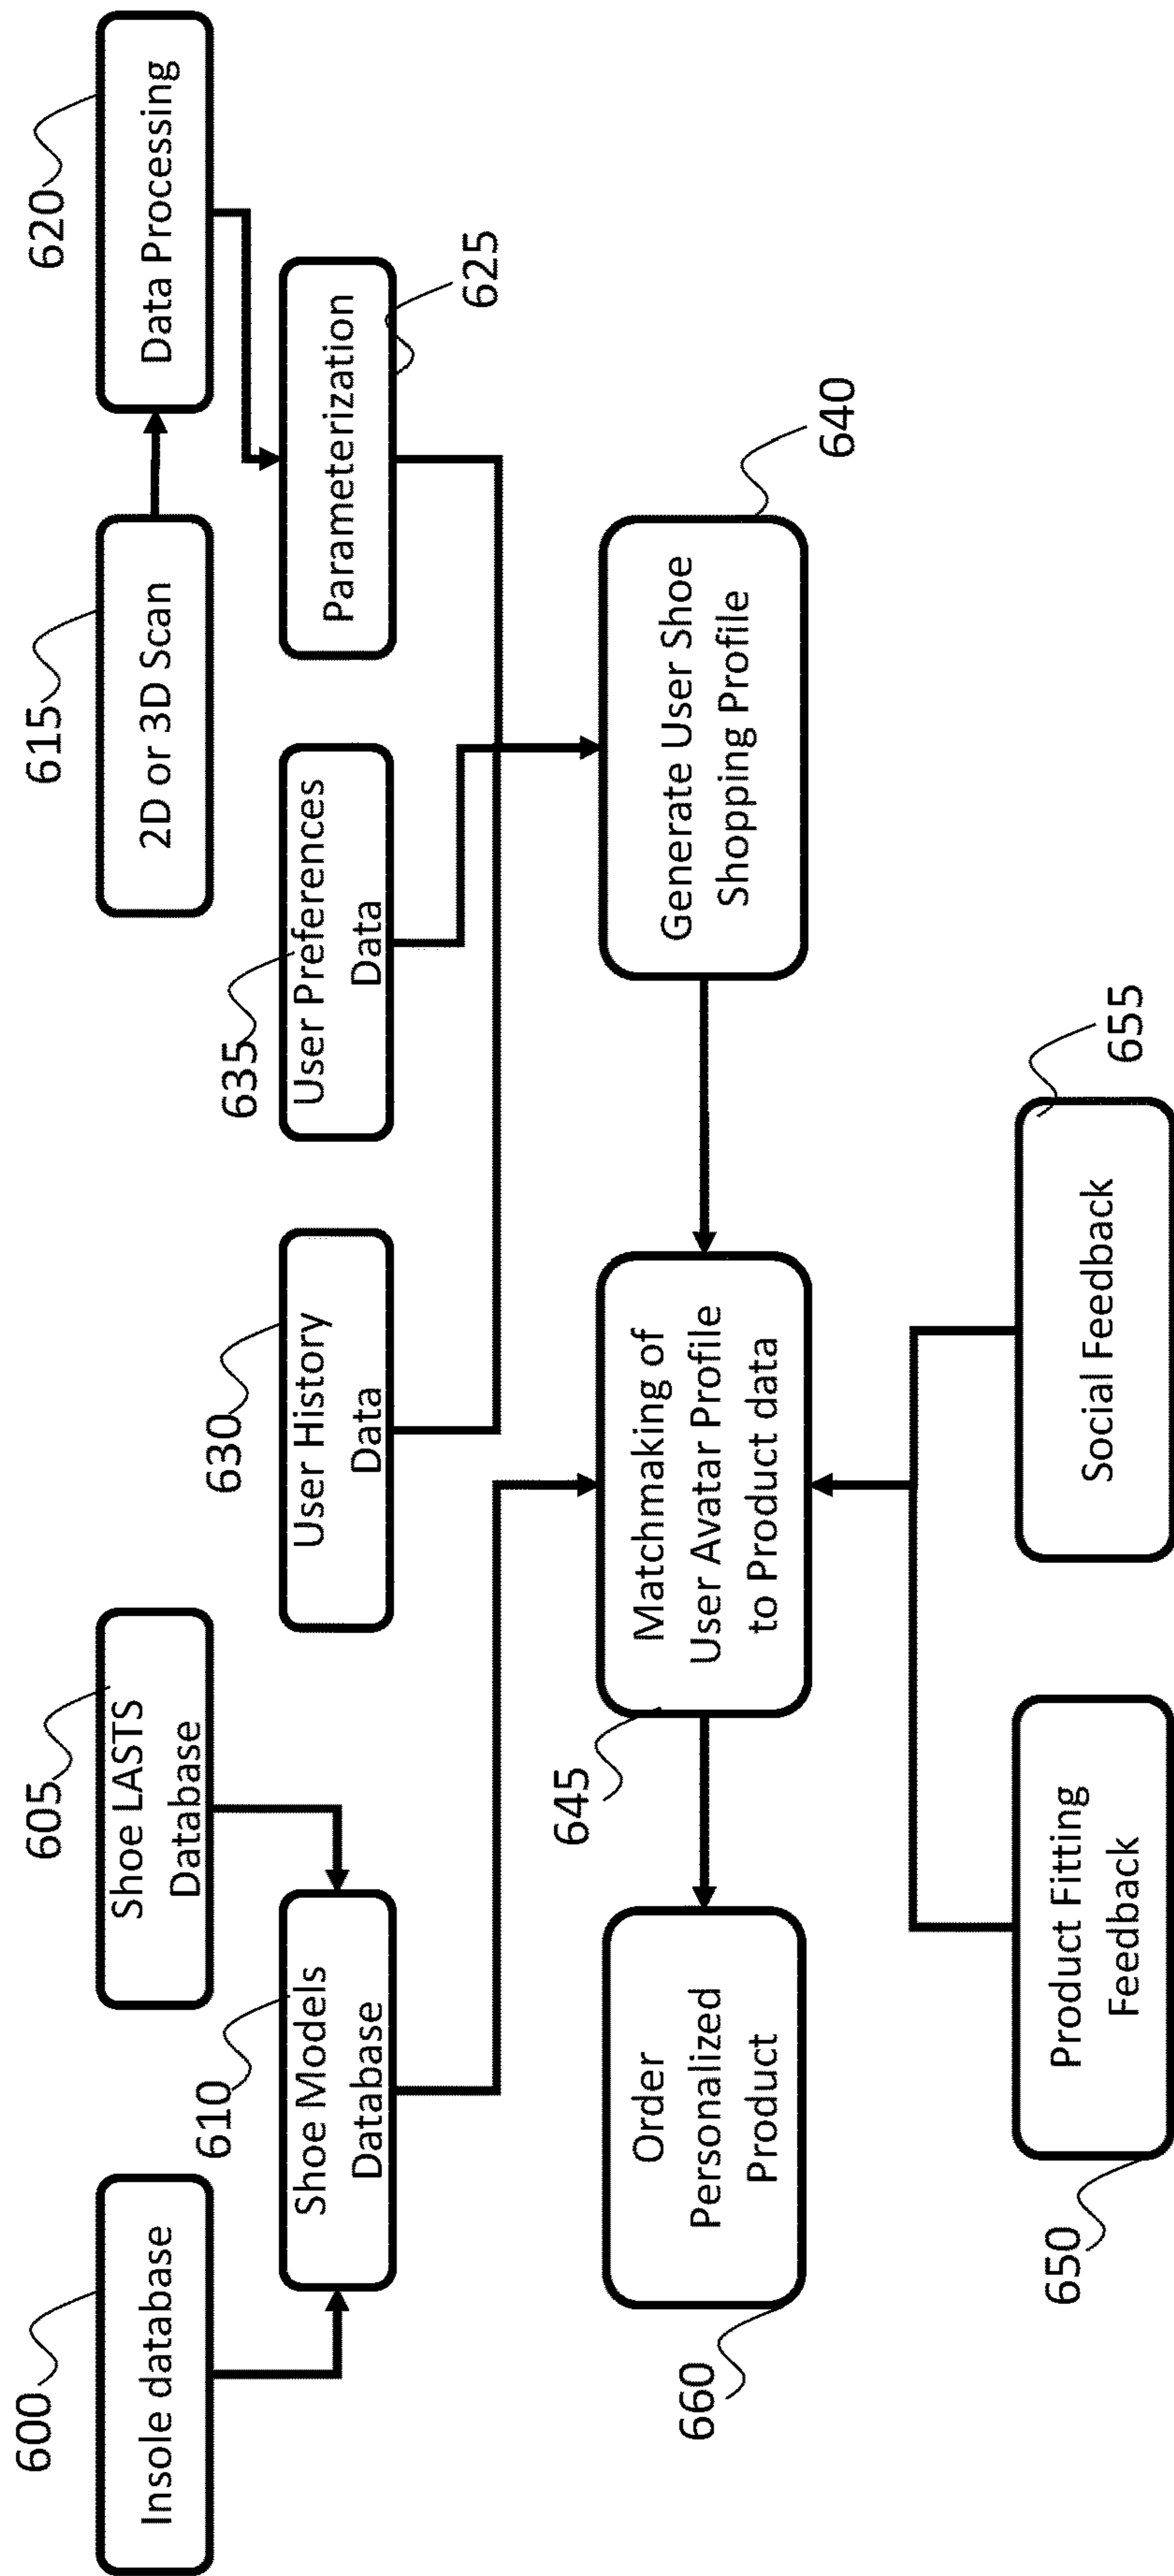 600
Insole database
605
Shoe LASTS
Database
615
2D or 3D Scan
620
Data Processing
610
Shoe Models
Database
630
User History
Data
635
User Preferences
Data
Parameterization
625
645
Matchmaking of
User Avatar Profile
to Product data
Generate User Shoe
Shopping Profile
640
660
Order
Personalized
Product
650
Product Fitting
Feedback
Social Feedback
655